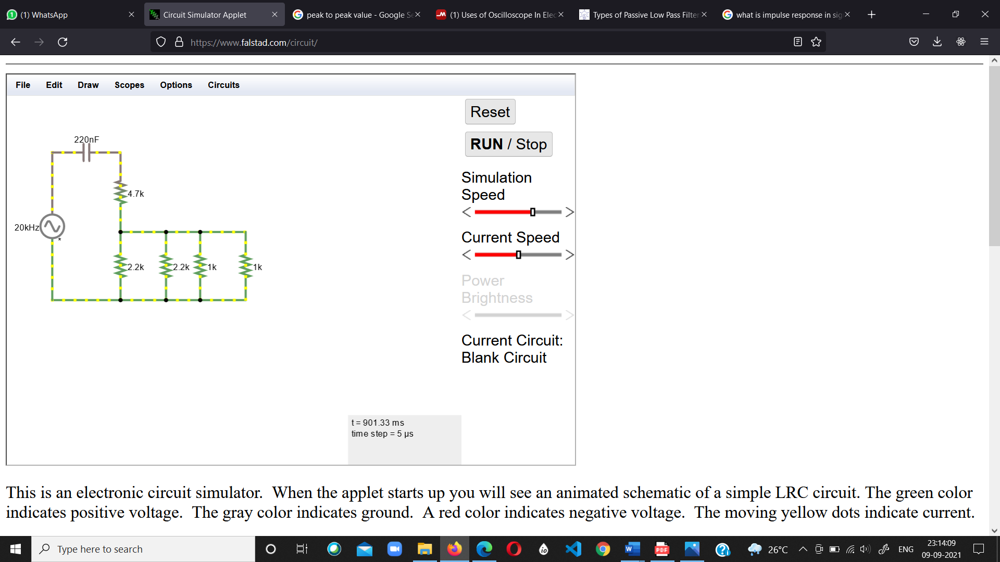 (1) WhatsApp
Circuit Simulator Applet
peak to peak value - Google Se
(1) Uses of Oscilloscope In Elec
Types of Passive Low Pass Filter
what is impulse response in sig
https://www.falstad.com/circuit/
File Edit Draw Scopes Options Circuits
Reset
RUN / Stop
Simulation
Speed
Current Speed
Power
Brightness
Current Circuit:
Blank Circuit
220nF
4.7k
20kHz
*
2.2k 2.2k 1k 1k
t = 901.33 ms
time step = 5 μs
This is an electronic circuit simulator. When the applet starts up you will see an animated schematic of a simple LRC circuit. The green color
indicates positive voltage. The gray color indicates ground. A red color indicates negative voltage. The moving yellow dots indicate current.
Type here to search
26°C
ENG
23:14:09
09-09-2021